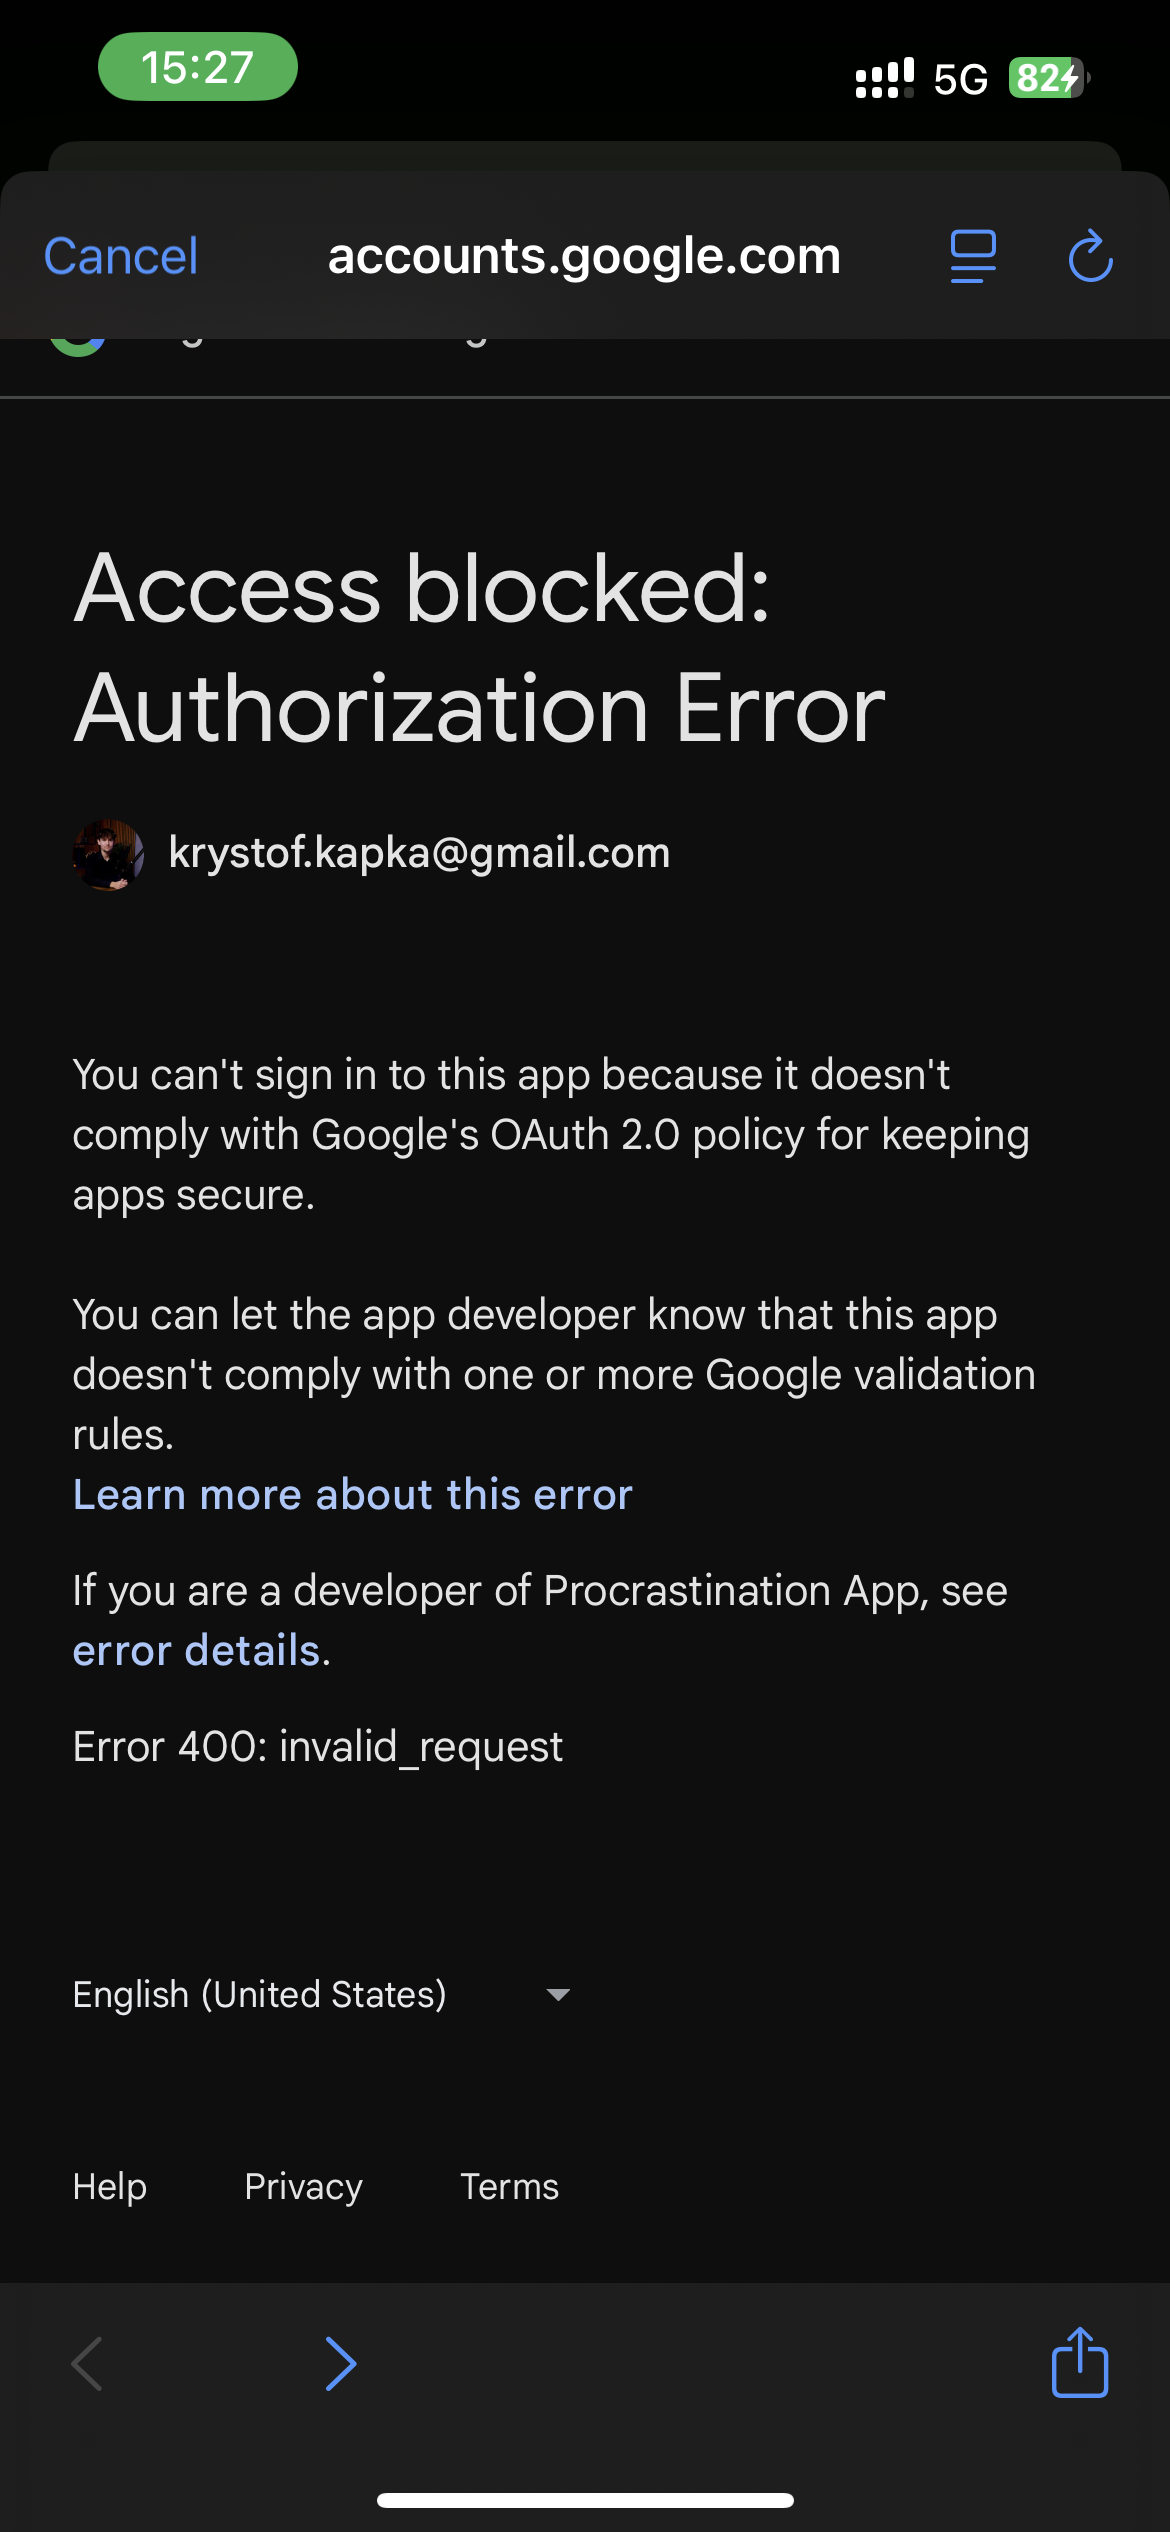 15:27
5G
82
Cancel
accounts.google.com
Access blocked:
Authorization Error
krystof.kapka@gmail.com
You can't sign in to this app because it doesn't
comply with Google's OAuth 2.0 policy for keeping
apps secure.
You can let the app developer know that this app
doesn't comply with one or more Google validation
rules.
Learn more about this error
If you are a developer of Procrastination App, see
error details.
Error 400: invalid_request
English (United States)
Help
Privacy
Terms